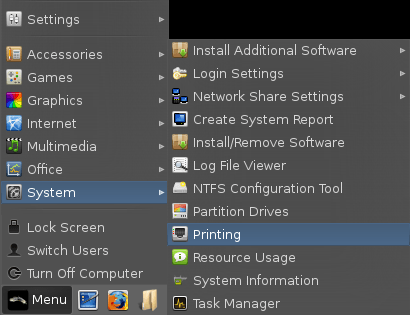 Settings
Accessories
Games
Graphics
Internet
Multimedia
Office
System
Lock Screen
Switch Users
Turn Off Computer
Menu
Install Additional Software
Login Settings
Network Share Settings
Create System Report
Install/Remove Software
Log File Viewer
NTFS Configuration Tool
Partition Drives
Printing
Resource Usage
System Information
Task Manager